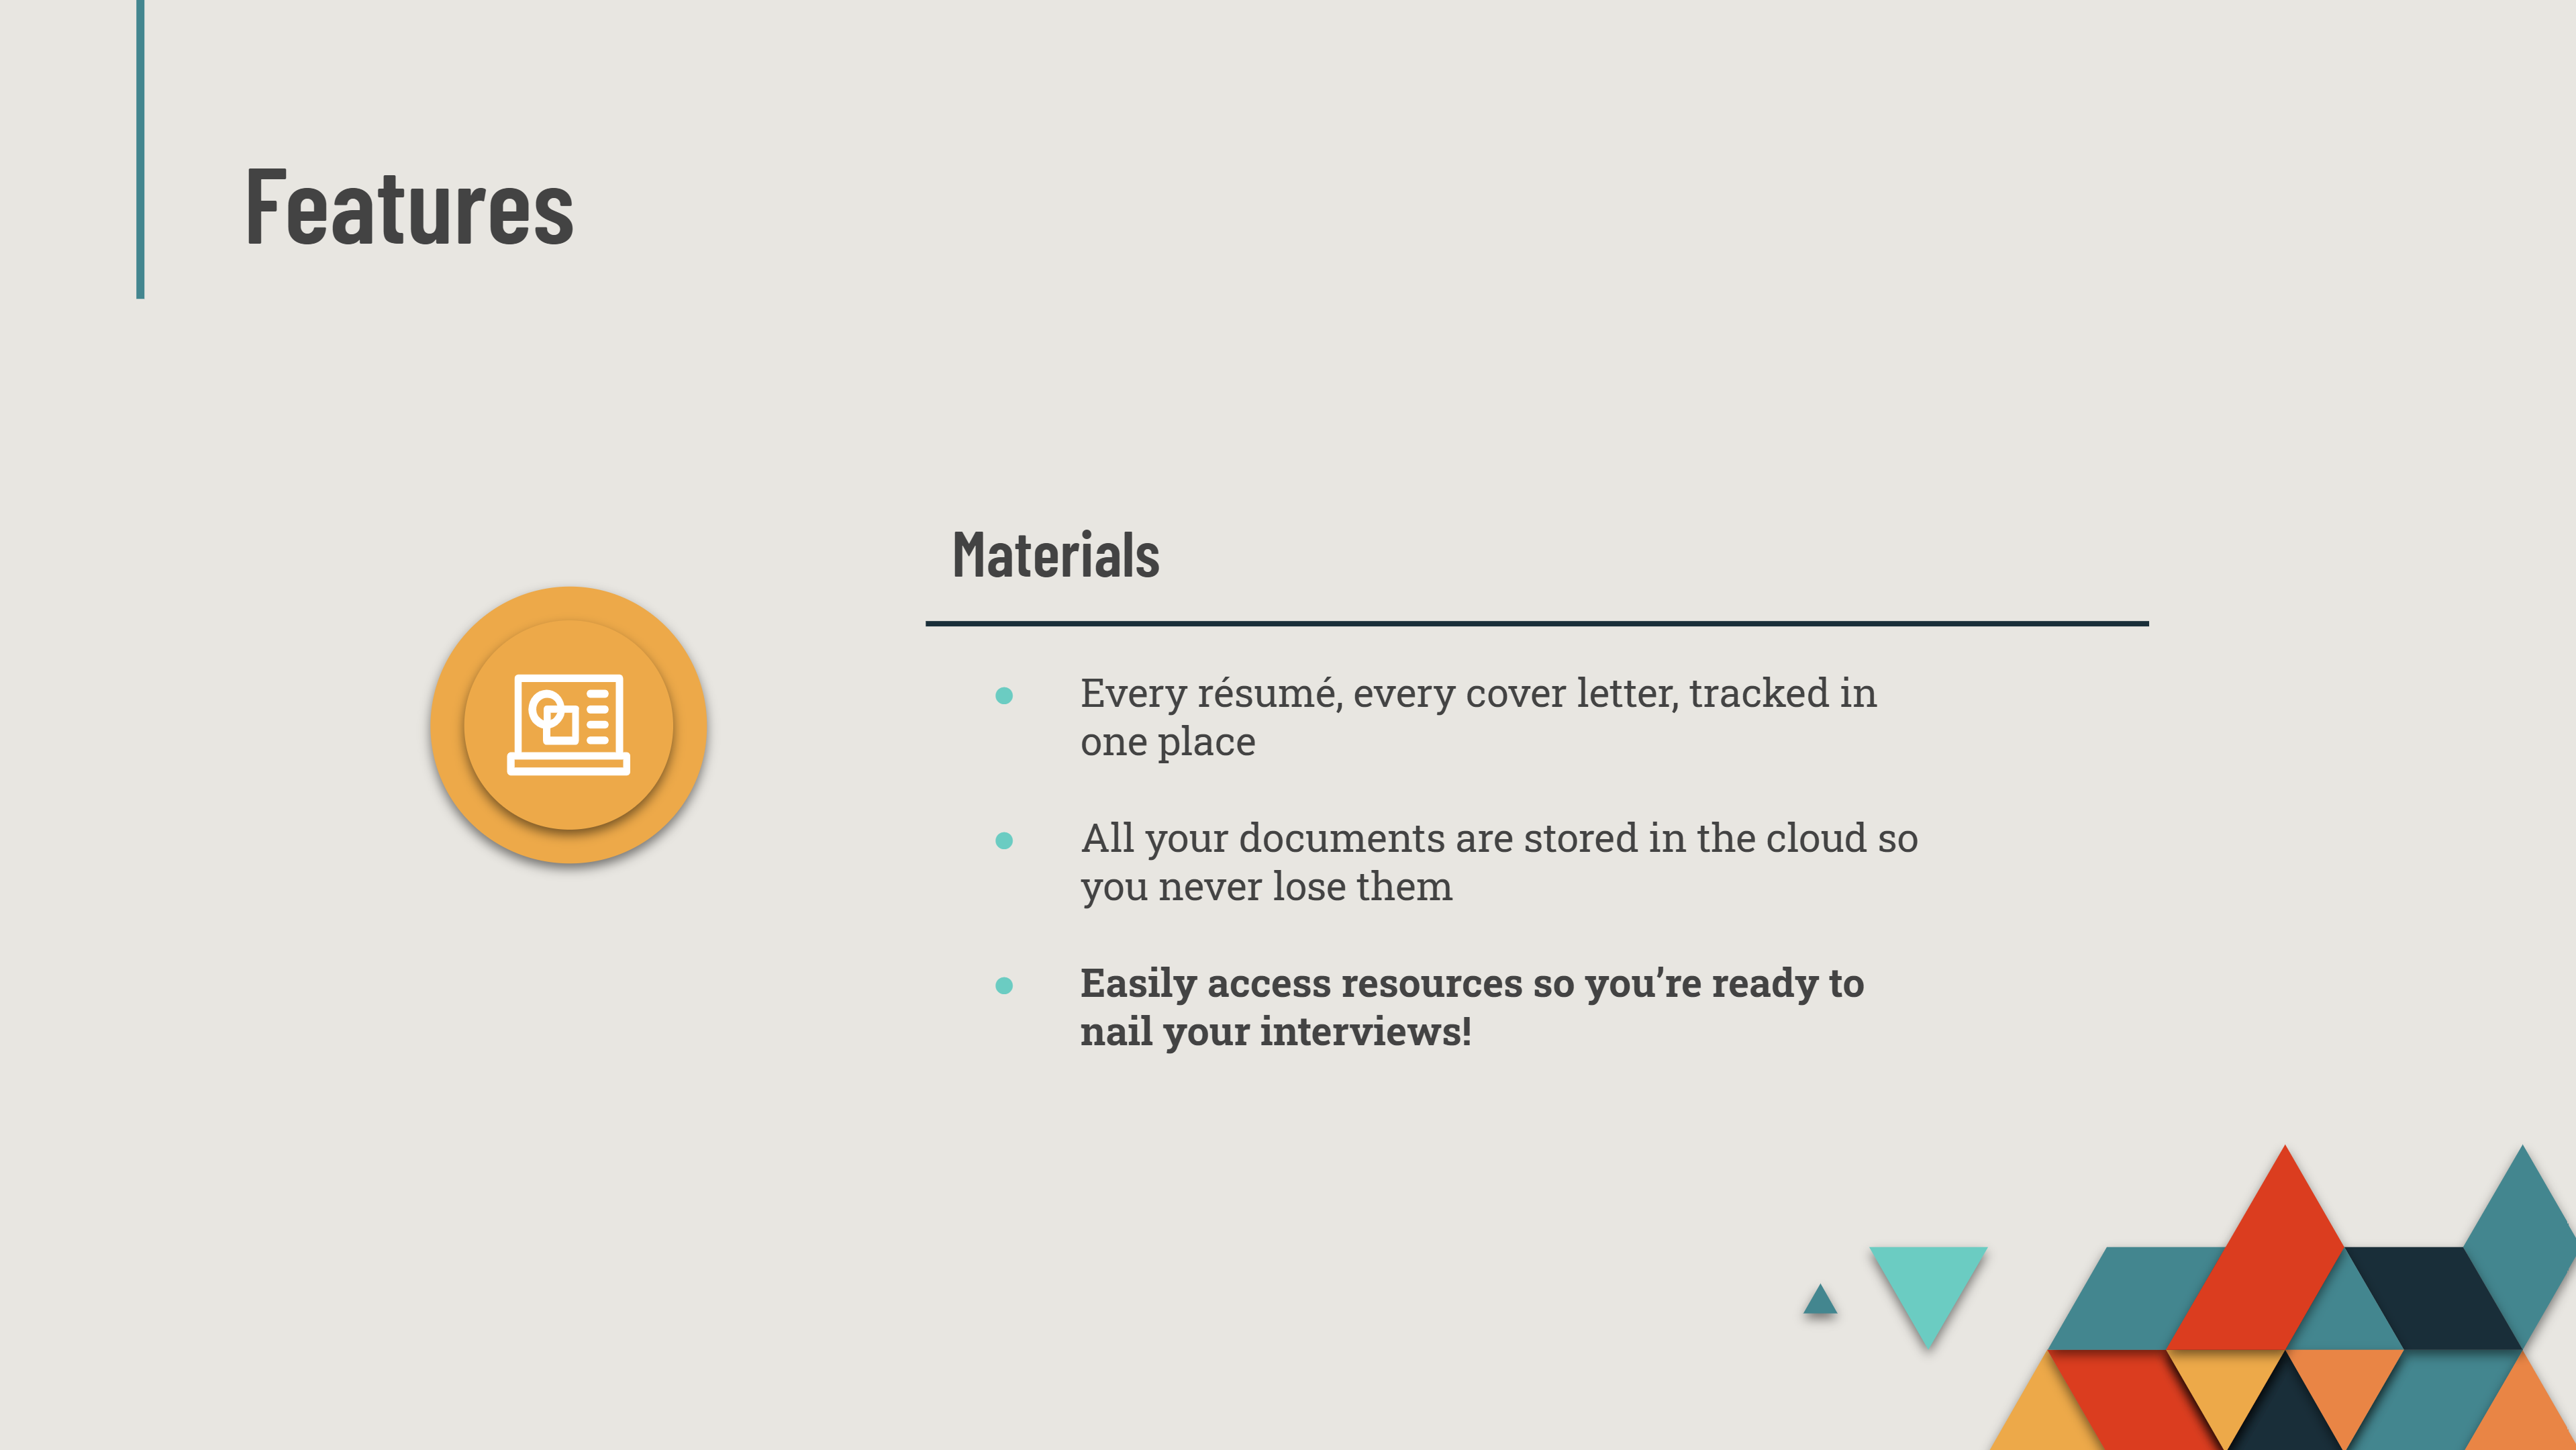 Features
Materials
Every résumé, every cover letter, tracked in
one place
All your documents are stored in the cloud so
you never lose them
Easily access resources so you’re ready to
nail your interviews!